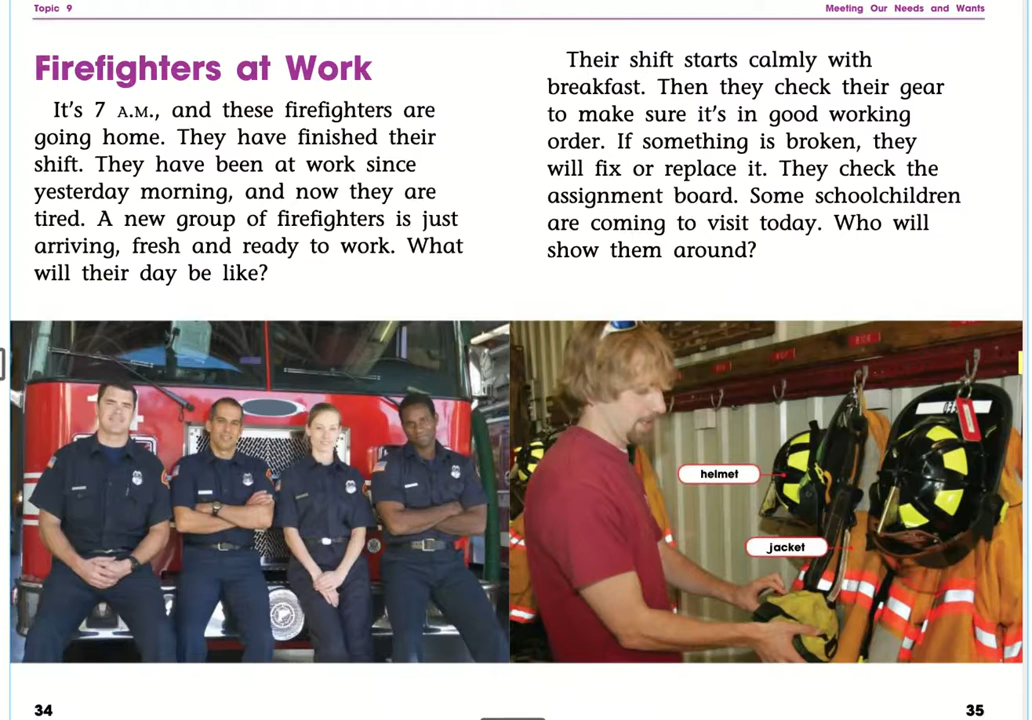 Topic 9
Meeting Our Needs and Wants
Firefighters at Work
It's 7 A.M., and these firefighters are
going home. They have finished their
shift. They have been at work since
yesterday morning, and now they are
tired. A new group of firefighters is just
arriving, fresh and ready to work. What
will their day be like?
Their shift starts calmly with
breakfast. Then they check their gear
to make sure it's in good working
order. If something is broken, they
will fix or replace it. They check the
assignment board. Some schoolchildren
are coming to visit today. Who will
show them around?
helmet
jacket
34
35